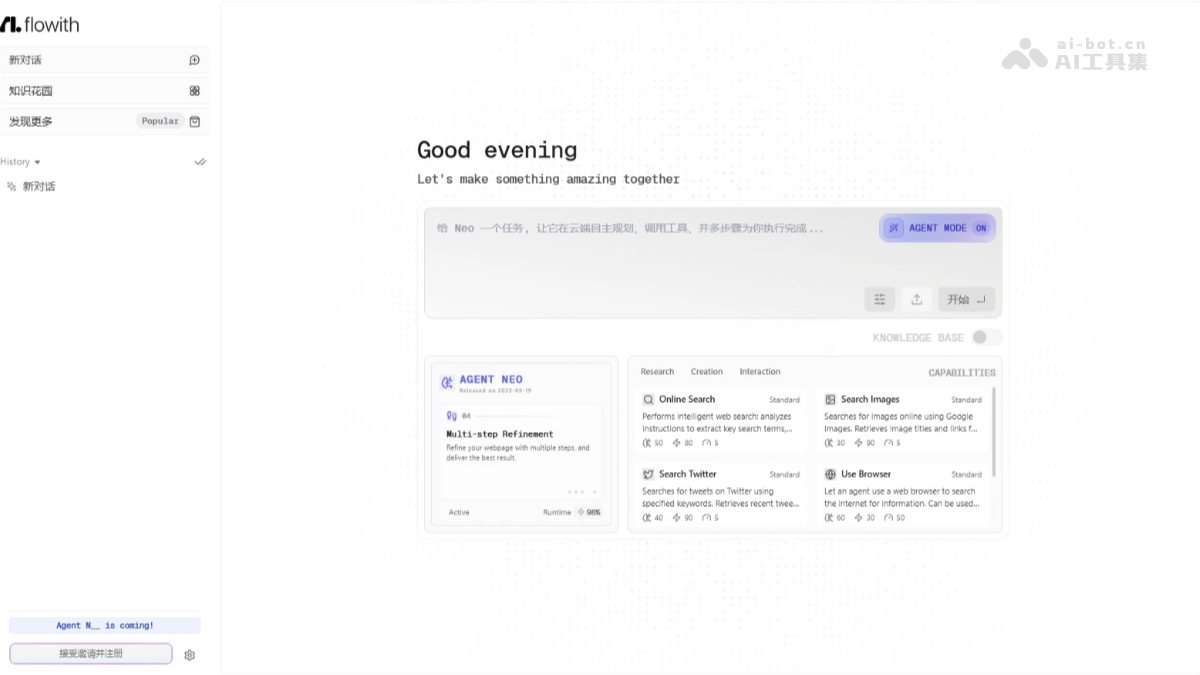 flowith
新对话
知识花园
发现更多 Popular
History
新对话
ai-bot.cn
AI工具集
Good evening
Let's make something amazing together
给 Neo 一个任务，让它在云端自主规划、调用工具、并多步骤为你执行完成 ...
AGENT MODE ON
开始
KNOWLEDGE BASE
AGENT NEO
Released on 2025-05-19
04
Multi-step Refinement
Refine your webpage with multiple steps, and
deliver the best result.
Active Runtime 98%
Research Creation Interaction CAPABILITIES
Online Search Standard
Performs intelligent web search: analyzes
instructions to extract key search terms,...
50 80 5
Search Images Standard
Searches for images online using Google
Images. Retrieves image titles and links f...
30 90 5
Search Twitter Standard
Searches for tweets on Twitter using
specified keywords. Retrieves recent twee...
40 90 5
Use Browser Standard
Let an agent use a web browser to search
the internet for information. Can be used...
60 30 50
Agent N__ is coming!
接受邀请并注册